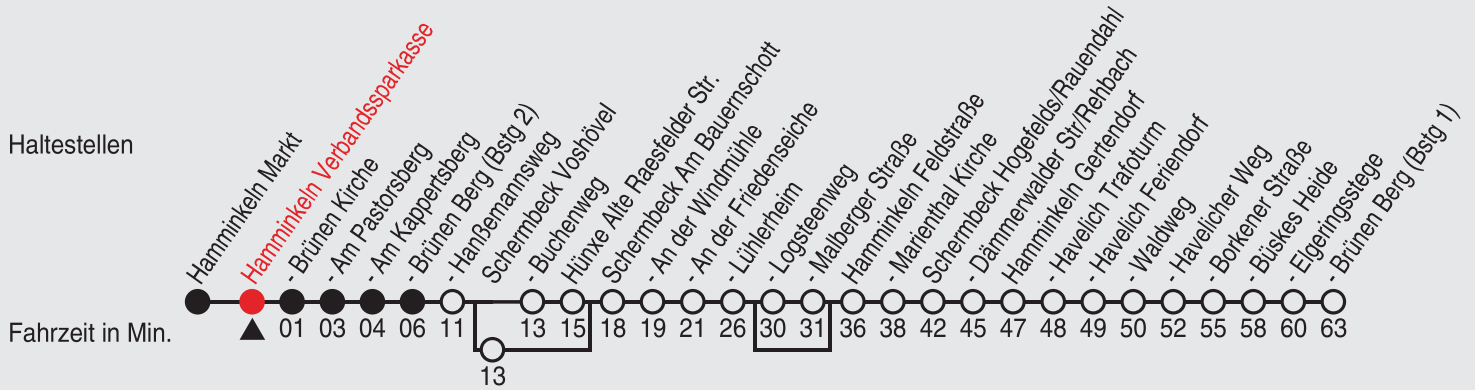 Haltestellen
Hamminkeln Markt
Hamminkeln Verbandssparkasse
- Brünen Kirche
- Am Pastorsberg
- Am Kappertsberg
- Brünen Berg (Bstg 2)
- Hanßemannsweg
Schermbeck Voshövel
- Buchenweg
Hünxe Alte Raesfelder Str.
Schermbeck Am Bauernschott
- An der Windmühle
- An der Friedenseiche
- Lühlerheim
- Logsteenweg
- Malberger Straße
Hamminkeln Feldstraße
- Marienthal Kirche
Schermbeck Hogefelds/Rauendahl
- Dämmerwalder Str/Rehbach
Hamminkeln Gertendorf
- Havelich Trafoturm
- Havelich Feriendorf
- Waldweg
- Havelicher Weg
- Borkener Straße
- Büskes Heide
- Elgeringsstege
- Brünen Berg (Bstg 1)
Fahrzeit in Min. 01 03 04 06 11 13 15 18 19 21 26 30 31 36 38 42 45 47 48 49 50 52 55 58 60 63
13